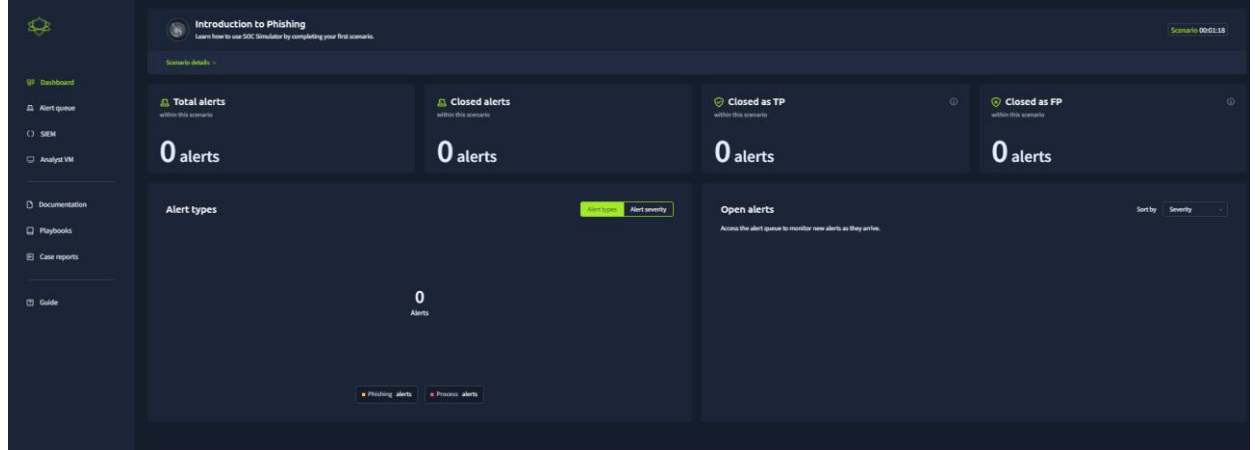 Introduction to Phishing
Learn how to use SOC Simulator by completing your first scenario.
Scenario 00:01:18
Scenario details
Dashboard
Alert queue
SIEM
Analyst VM
Documentation
Playbooks
Case reports
Guide
Total alerts
within this scenario
0 alerts
Closed alerts
within this scenario
0 alerts
Closed as TP
within this scenario
0 alerts
Closed as FP
within this scenario
0 alerts
Alert types
Alert types Alert severity
0
Alerts
Phishing alerts Process alerts
Open alerts
Sort by Severity
Access the alert queue to monitor new alerts as they arrive.